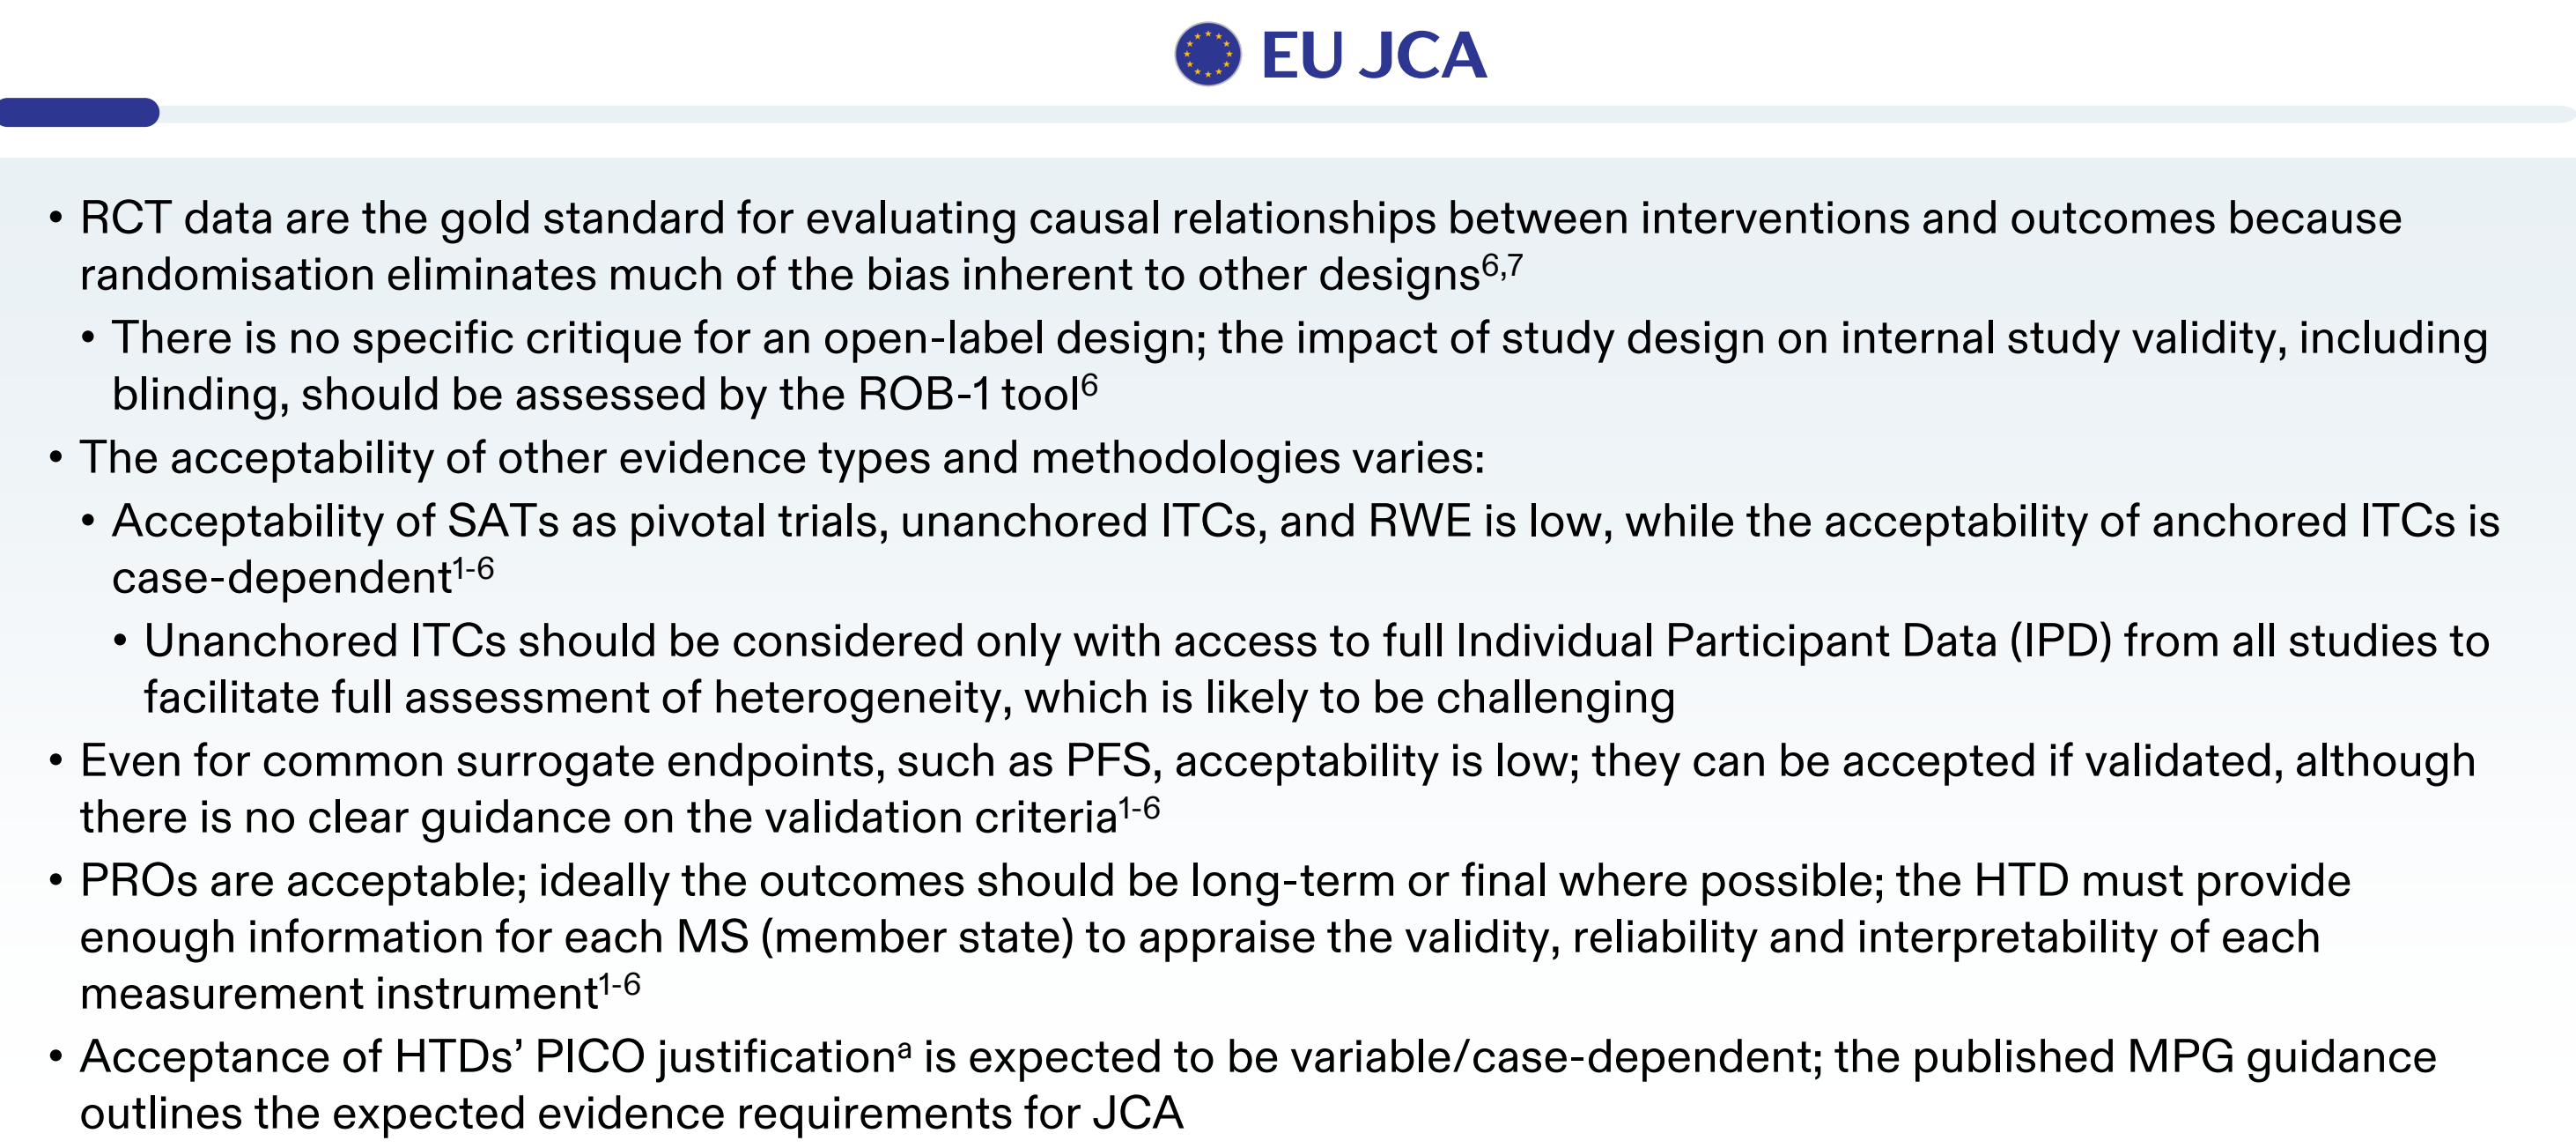 EU JCA
• RCT data are the gold standard for evaluating causal relationships between interventions and outcomes because
randomisation eliminates much of the bias inherent to other designs6,7
• There is no specific critique for an open-label design; the impact of study design on internal study validity, including
blinding, should be assessed by the ROB-1 tool6
• The acceptability of other evidence types and methodologies varies:
• Acceptability of SATs as pivotal trials, unanchored ITCs, and RWE is low, while the acceptability of anchored ITCs is
case-dependent1-6
• Unanchored ITCs should be considered only with access to full Individual Participant Data (IPD) from all studies to
facilitate full assessment of heterogeneity, which is likely to be challenging
• Even for common surrogate endpoints, such as PFS, acceptability is low; they can be accepted if validated, although
there is no clear guidance on the validation criteria1-6
• PROs are acceptable; ideally the outcomes should be long-term or final where possible; the HTD must provide
enough information for each MS (member state) to appraise the validity, reliability and interpretability of each
measurement instrument1-6
• Acceptance of HTDs’ PICO justificationa is expected to be variable/case-dependent; the published MPG guidance
outlines the expected evidence requirements for JCA